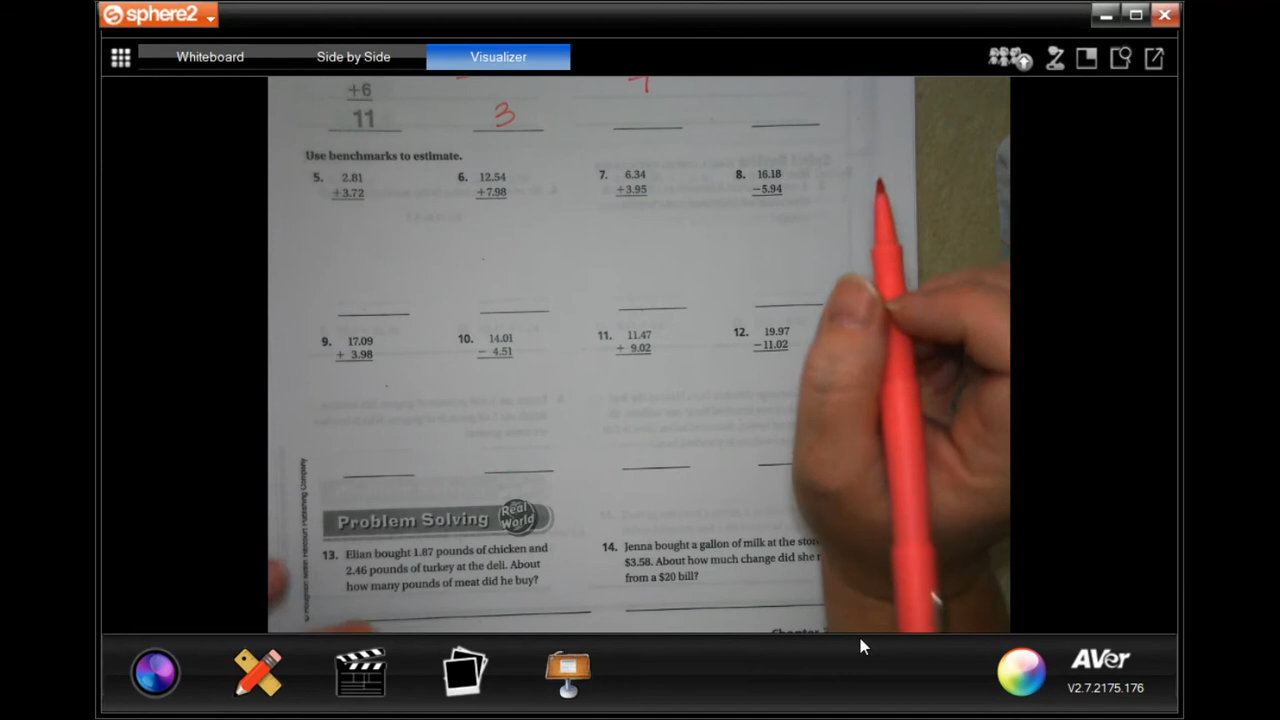 sphere2
Whiteboard Side by Side Visualizer
+6
11
3
Use benchmarks to estimate.
5. 2.81
+3.72
6. 12.54
+7.98
7. 6.34
+3.95
8. 16.18
−5.94
9. 17.09
+ 3.98
10. 14.01
− 4.51
11. 11.47
+ 9.02
12. 19.97
−11.02
Problem Solving Real World
13. Elian bought 1.87 pounds of chicken and
2.46 pounds of turkey at the deli. About
how many pounds of meat did he buy?
14. Jenna bought a gallon of milk at the
$3.58. About how much change did she
from a $20 bill?
© Houghton Mifflin Harcourt Publishing Company
AVer
V2.7.2175.176